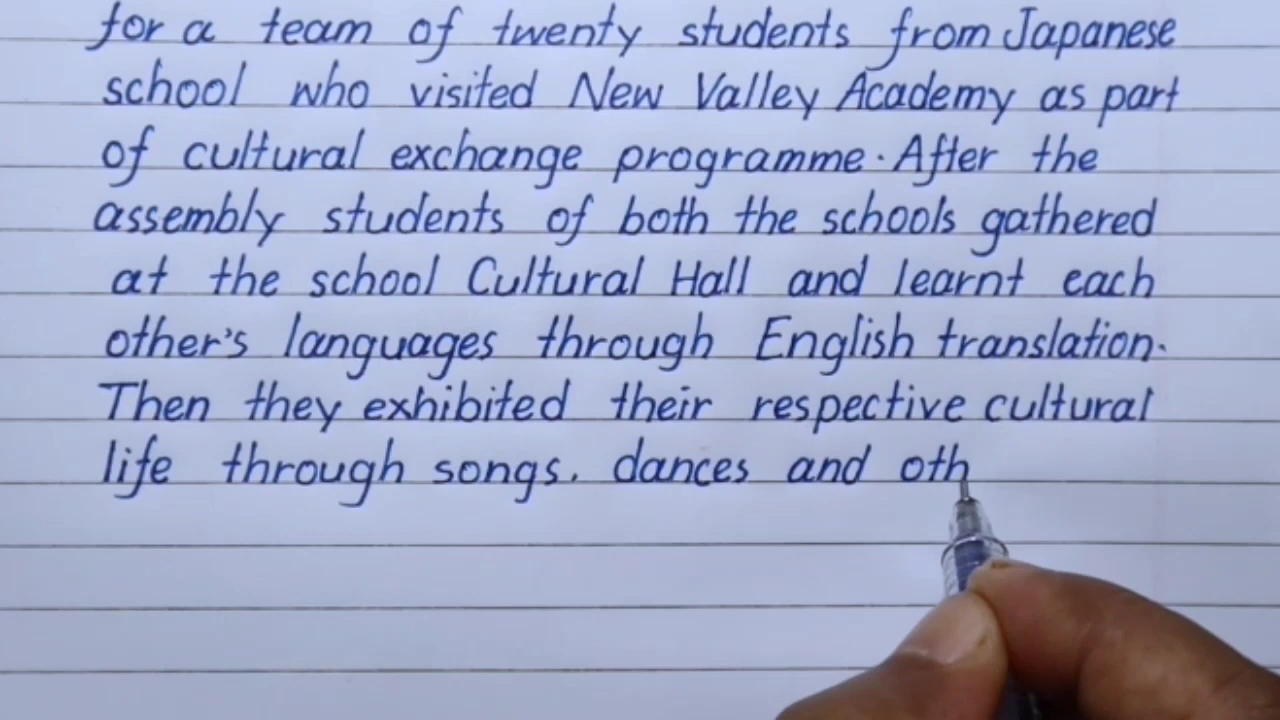 for a team of twenty students from Japanese
school who visited New Valley Academy as part
of cultural exchange programme. After the
assembly students of both the schools gathered
at the school Cultural Hall and learnt each
other's languages through English translation.
Then they exhibited their respective cultural
life through songs. dances and oth